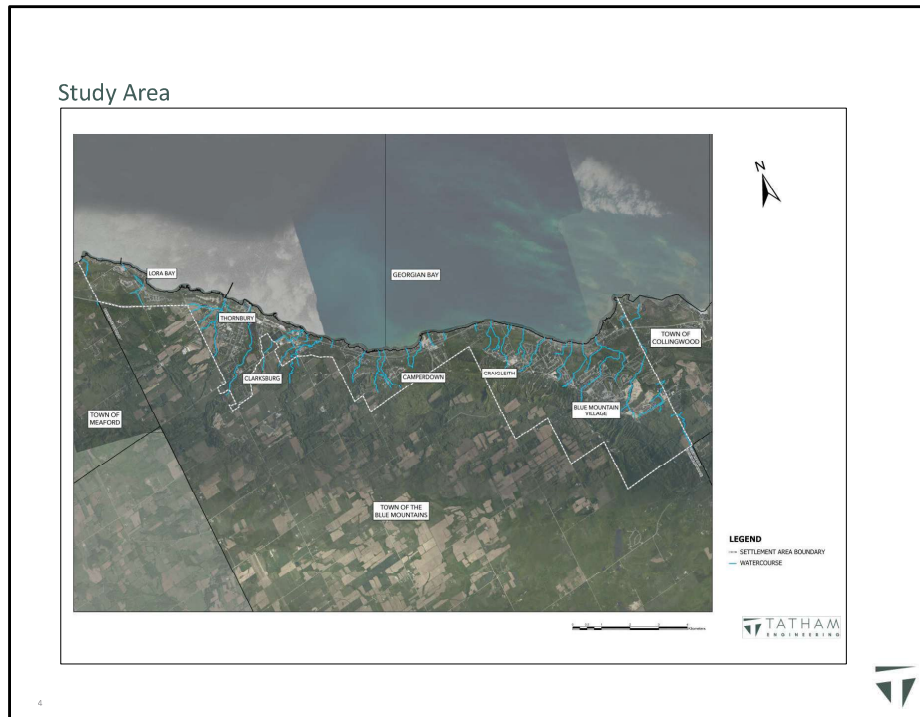 Study Area
N
LORA BAY
GEORGIAN BAY
THORNBURY
TOWN OF
COLLINGWOOD
CLARKSBURG
CAMPERDOWN
CRAIGLEITH
BLUE MOUNTAIN
VILLAGE
TOWN OF
MEAFORD
TOWN OF THE
BLUE MOUNTAINS
LEGEND
SETTLEMENT AREA BOUNDARY
WATERCOURSE
Kilometers
TATHAM
ENGINEERING
4